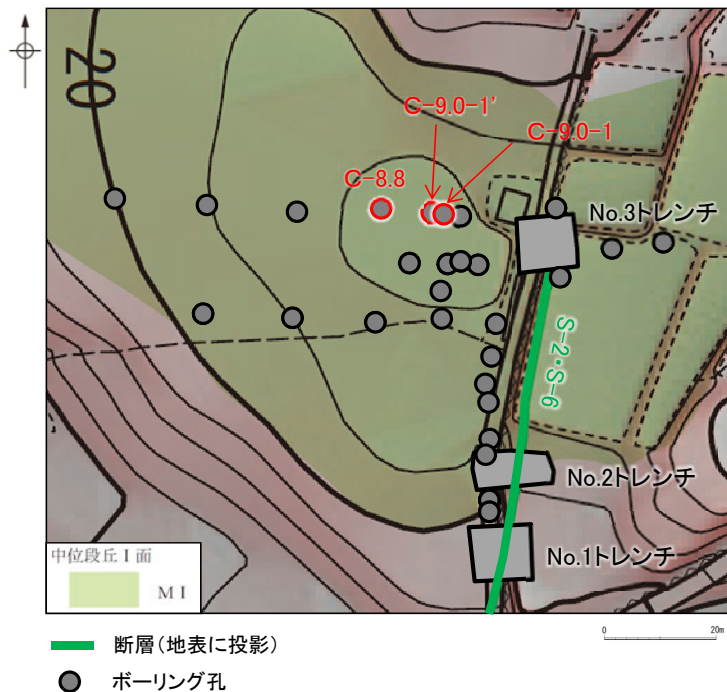 20
C-9.0-1'
C-9.0-1
C-8.8
No.3トレンチ
S-2・S-6
No.2トレンチ
No.1トレンチ
中位段丘Ⅰ面
MⅠ
断層（地表に投影）
ボーリング孔
0 20m